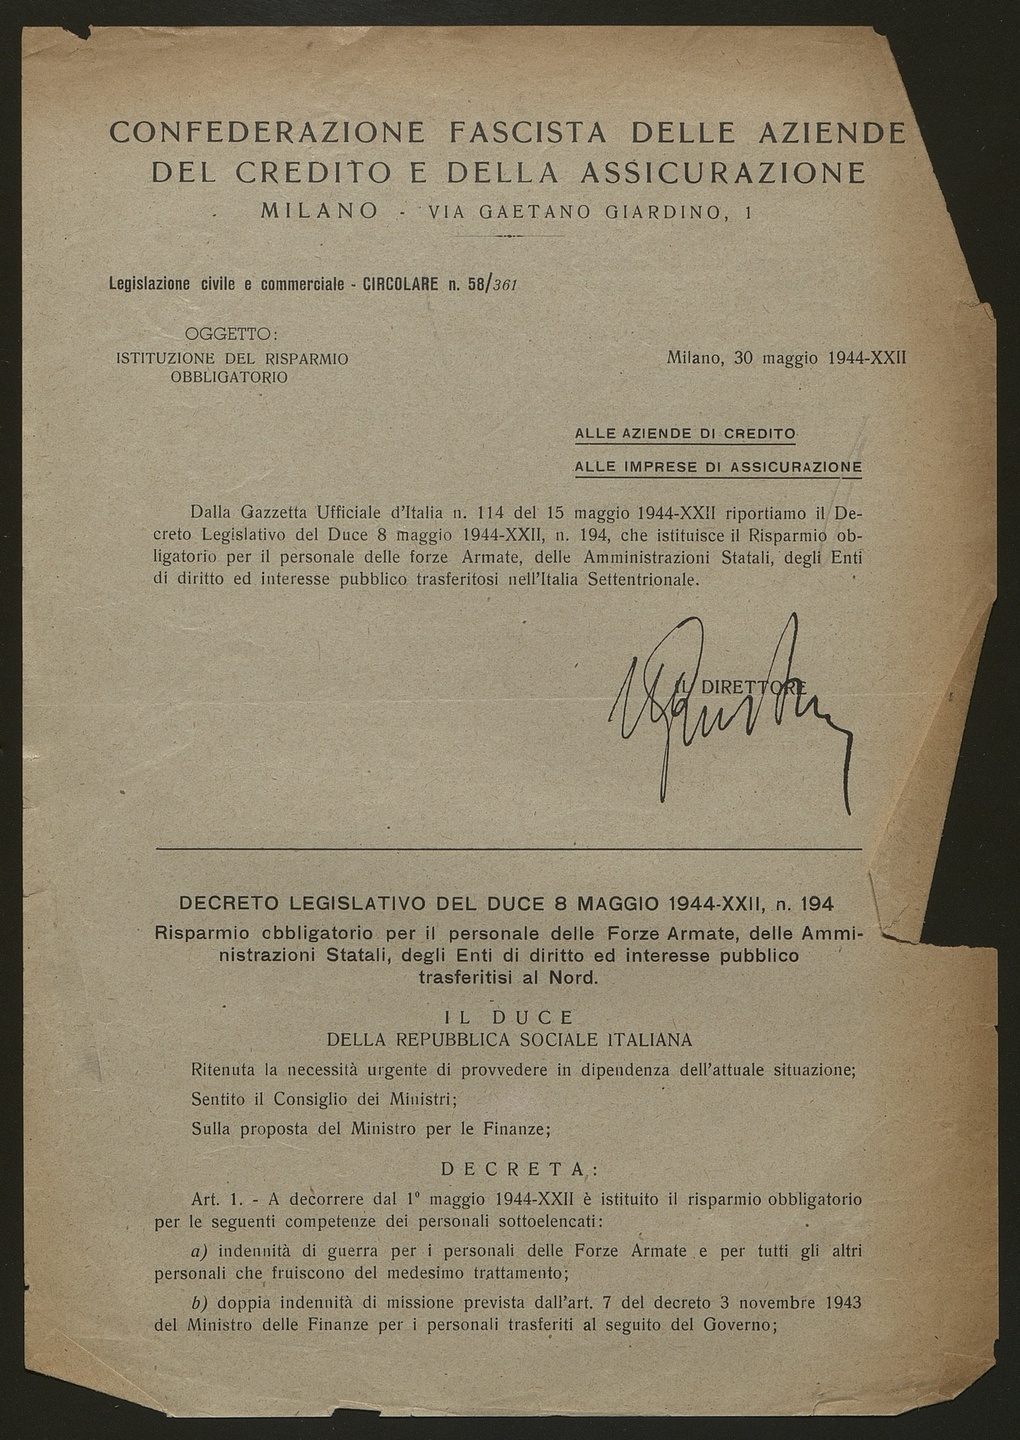 CONFEDERAZIONE FASCISTA DELLE AZIENDE
DEL CREDITO E DELLA ASSICURAZIONE
MILANO - VIA GAETANO GIARDINO, 1
Legislazione civile e commerciale - CIRCOLARE n. 58/361
OGGETTO:
ISTITUZIONE DEL RISPARMIO
OBBLIGATORIO
Milano, 30 maggio 1944-XXII
ALLE AZIENDE DI CREDITO
ALLE IMPRESE DI ASSICURAZIONE
Dalla Gazzetta Ufficiale d'Italia n. 114 del 15 maggio 1944-XXII riportiamo il De-
creto Legislativo del Duce 8 maggio 1944-XXII, n. 194, che istituisce il Risparmio ob-
bligatorio per il personale delle forze Armate, delle Amministrazioni Statali, degli Enti
di diritto ed interesse pubblico trasferitosi nell'Italia Settentrionale.
IL DIRETTORE
DECRETO LEGISLATIVO DEL DUCE 8 MAGGIO 1944-XXII, n. 194
Risparmio obbligatorio per il personale delle Forze Armate, delle Ammi-
nistrazioni Statali, degli Enti di diritto ed interesse pubblico
trasferitisi al Nord.
IL DUCE
DELLA REPUBBLICA SOCIALE ITALIANA
Ritenuta la necessità urgente di provvedere in dipendenza dell'attuale situazione;
Sentito il Consiglio dei Ministri;
Sulla proposta del Ministro per le Finanze;
DECRETA:
Art. 1. - A decorrere dal 1° maggio 1944-XXII è istituito il risparmio obbligatorio
per le seguenti competenze dei personali sottoelencati:
a) indennità di guerra per i personali delle Forze Armate e per tutti gli altri
personali che fruiscono del medesimo trattamento;
b) doppia indennità di missione prevista dall'art. 7 del decreto 3 novembre 1943
del Ministro delle Finanze per i personali trasferiti al seguito del Governo;